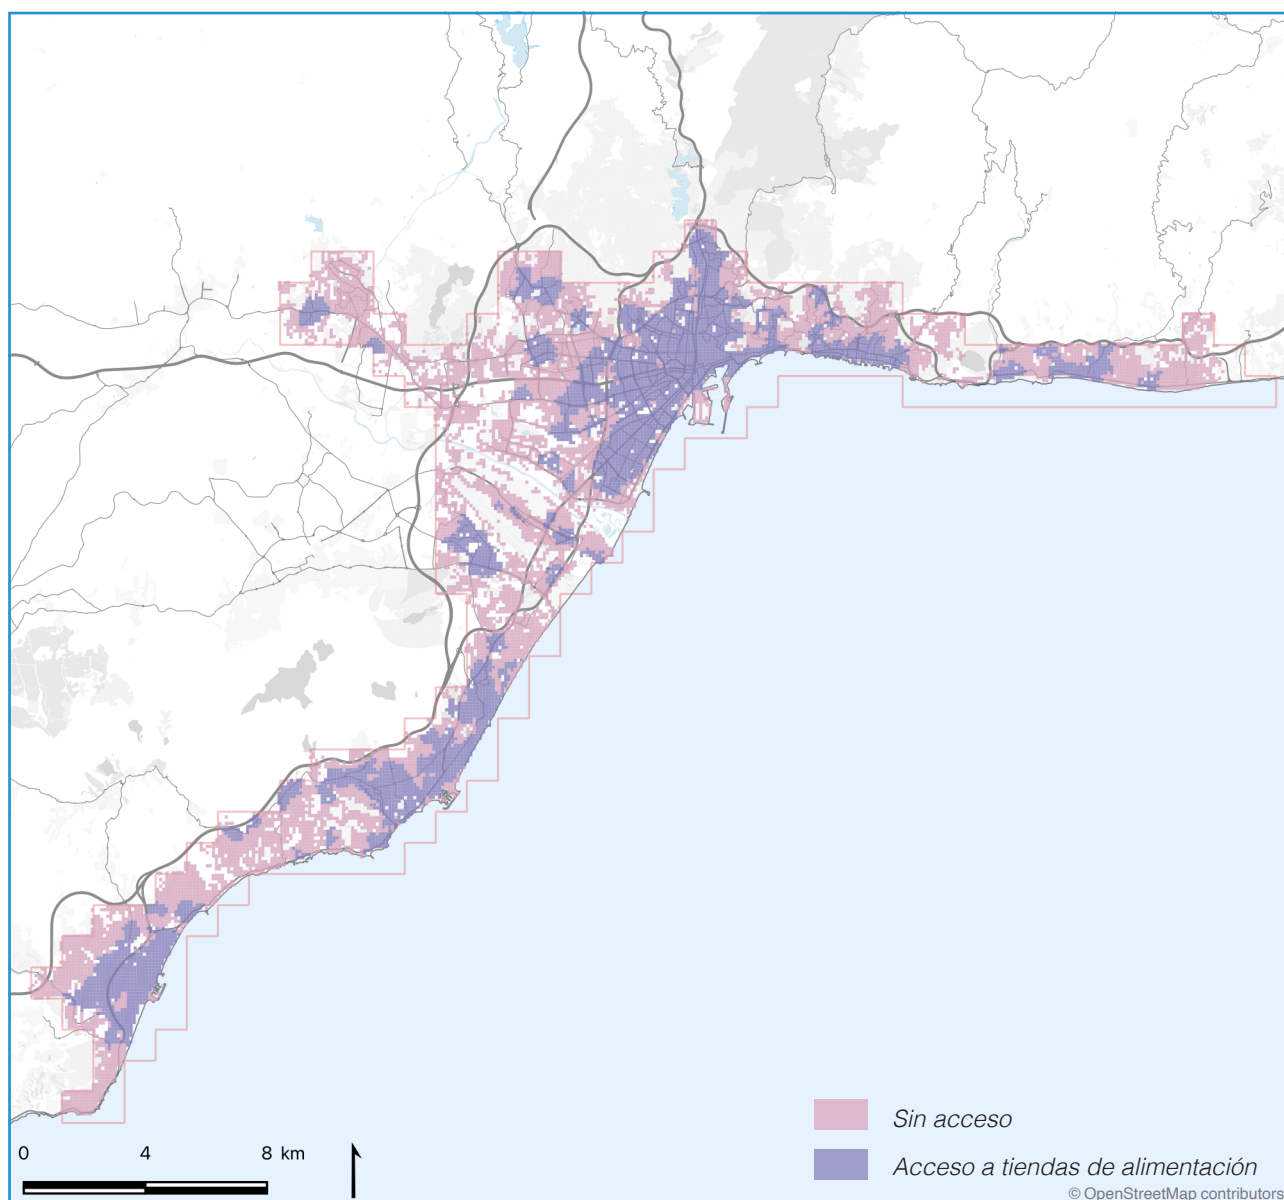 Sin acceso
Acceso a tiendas de alimentación
0 4 8 km
© OpenStreetMap contributors